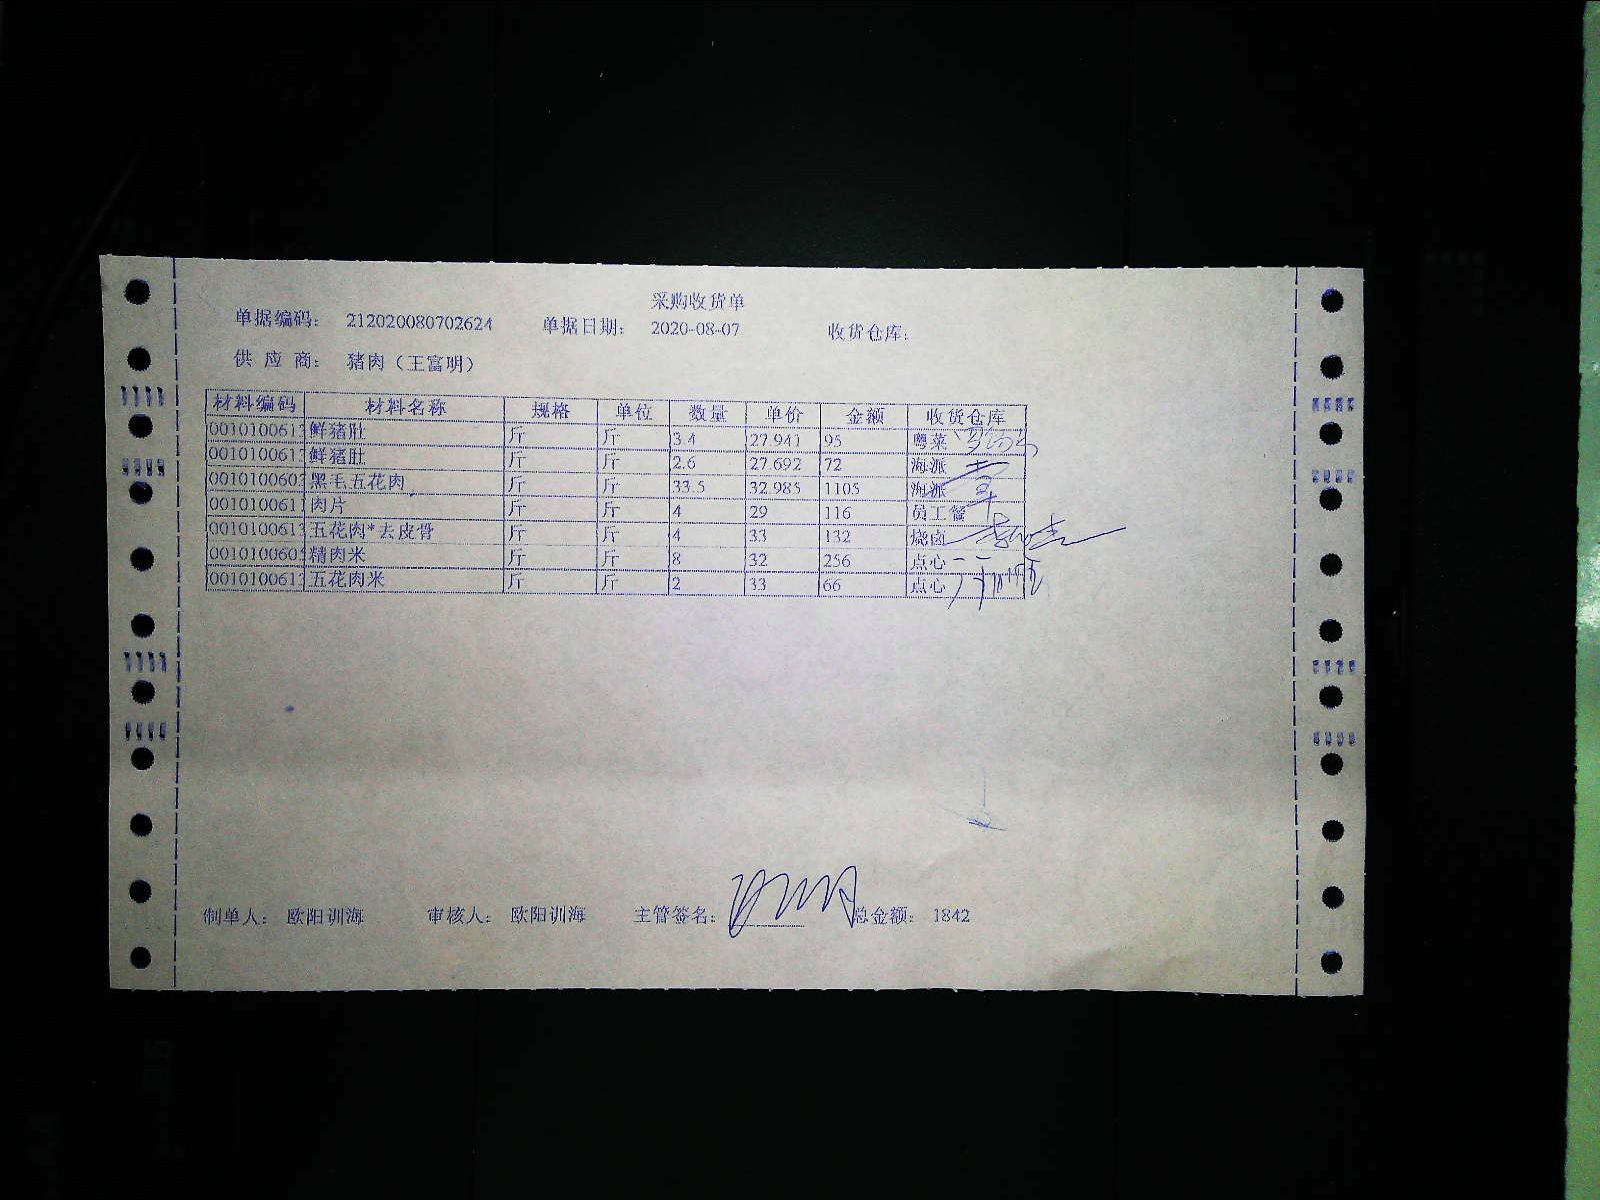 采购收货单
单据编码： 212020080702624 单据日期： 2020-08-07 收货仓库：
供 应 商： 猪肉（王富明）
材料编码 材料名称 规格 单位 数量 单价 金额 收货仓库
0010100613 鲜猪肚 斤 斤 3.4 27.941 95 粤菜
0010100613 鲜猪肚 斤 斤 2.6 27.692 72 海派
0010100603 黑毛五花肉 斤 斤 33.5 32.985 1105 海派
0010100611 肉片 斤 斤 4 29 116 员工餐
0010100613 五花肉*去皮骨 斤 斤 4 33 132 烧卤
0010100605 精肉米 斤 斤 8 32 256 点心
0010100613 五花肉米 斤 斤 2 33 66 点心
制单人： 欧阳训海 审核人： 欧阳训海 主管签名： 总金额： 1842